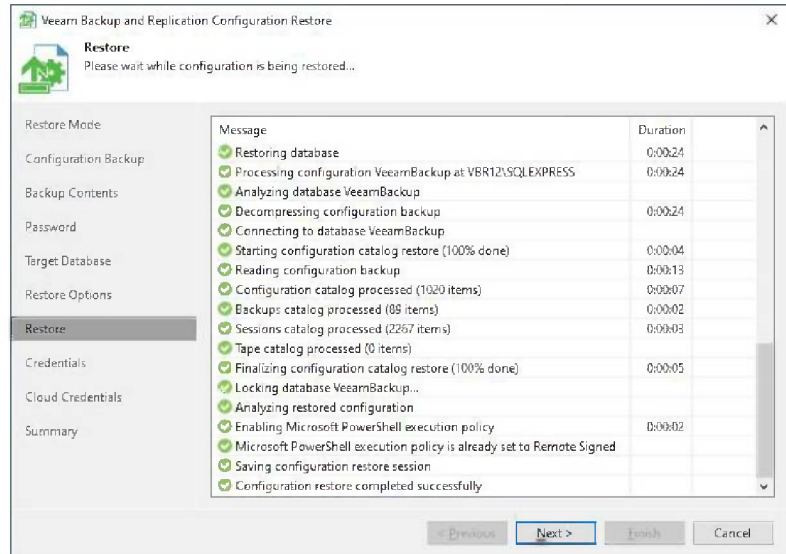 Veeam Backup and Replication Configuration Restore
Restore
Please wait while configuration is being restored...
Restore Mode
Configuration Backup
Backup Contents
Password
Target Database
Restore Options
Restore
Credentials
Cloud Credentials
Summary
Message Duration
Restoring database 0:00:24
Processing configuration VeeamBackup at VBR12\SQLEXPRESS 0:00:24
Analyzing database VeeamBackup
Decompressing configuration backup 0:00:24
Connecting to database VeeamBackup
Starting configuration catalog restore (100% done) 0:00:04
Reading configuration backup 0:00:13
Configuration catalog processed (1020 items) 0:00:07
Backups catalog processed (89 items) 0:00:02
Sessions catalog processed (2267 items) 0:00:03
Tape catalog processed (0 items)
Finalizing configuration catalog restore (100% done) 0:00:05
Locking database VeeamBackup...
Analyzing restored configuration
Enabling Microsoft PowerShell execution policy 0:00:02
Microsoft PowerShell execution policy is already set to Remote Signed
Saving configuration restore session
Configuration restore completed successfully
< Previous Next > Finish Cancel